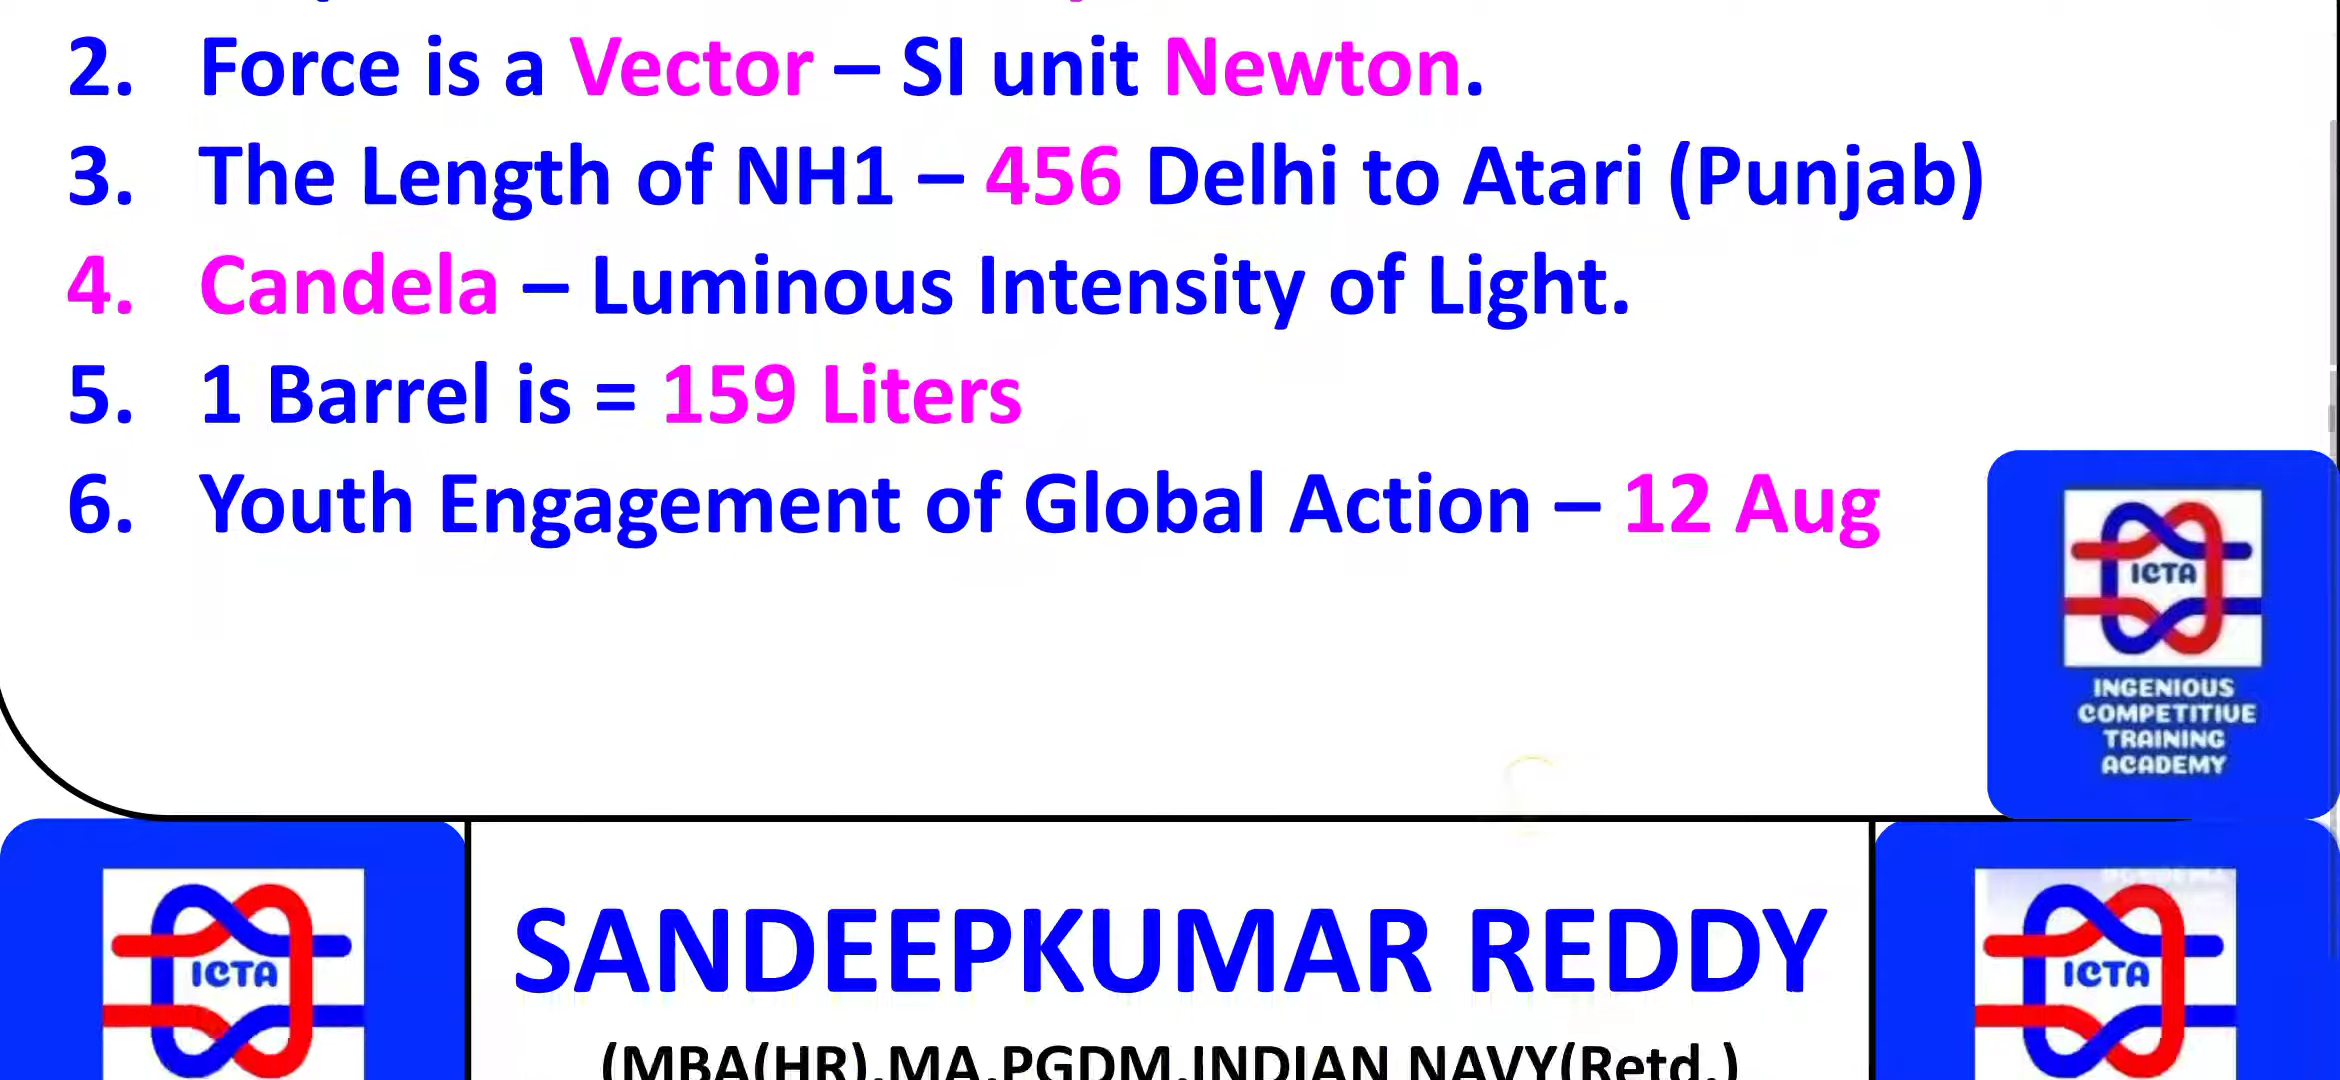 2. Force is a Vector – SI unit Newton.
3. The Length of NH1 – 456 Delhi to Atari (Punjab)
4. Candela – Luminous Intensity of Light.
5. 1 Barrel is = 159 Liters
6. Youth Engagement of Global Action – 12 Aug
ICTA
INGENIOUS
COMPETITIVE
TRAINING
ACADEMY
ICTA
SANDEEPKUMAR REDDY
ICTA
(MBA(HR),MA,PGDM,INDIAN NAVY(Retd.)